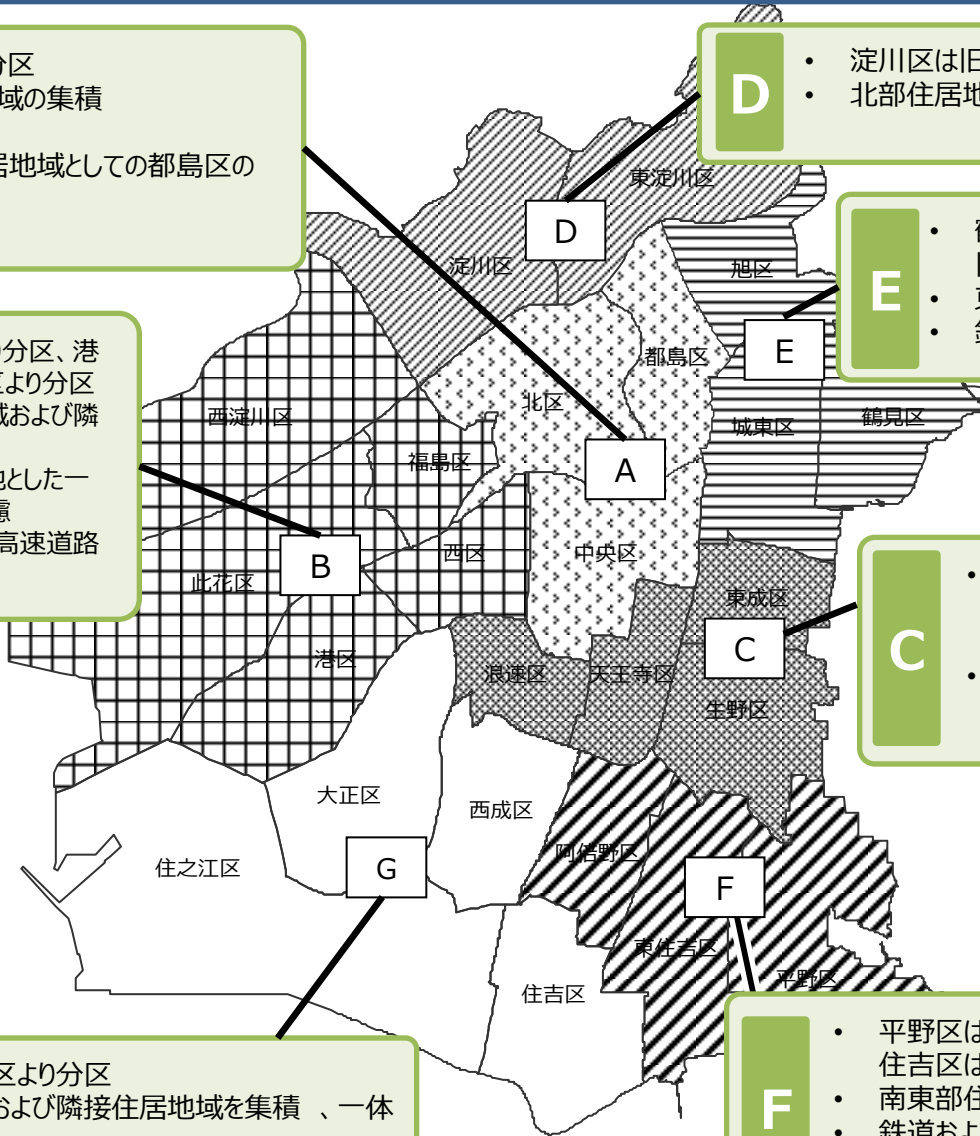 分区
域の集積
居地域としての都島区の
D
• 淀川区は旧
• 北部住居地
東淀川区
D
淀川区
E
旭区
り分区、港
区より分区
域および隣
地とした一
慮
高速道路
都島区
E
北区
西淀川区
城東区
鶴見区
福島区
A
西区
中央区
B
此花区
東成区
C
C
港区
浪速区
天王寺区
生野区
大正区
西成区
阿倍野区
住之江区
G
F
東住吉区
平野区
住吉区
区より分区
および隣接住居地域を集積 、一体
F
• 平野区は
住吉区は
• 南東部住
• 鉄道およ